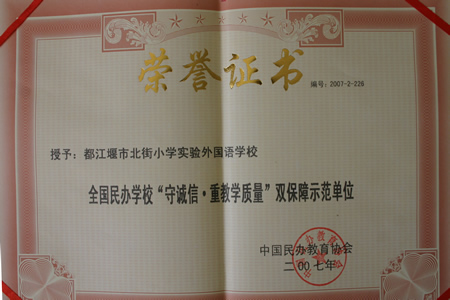 荣誉证书
编号:2007-2-226
授予:都江堰市北街小学实验外国语学校
全国民办学校“守诚信·重教学质量”双保障示范单位
中国民办教育协会
二00七年